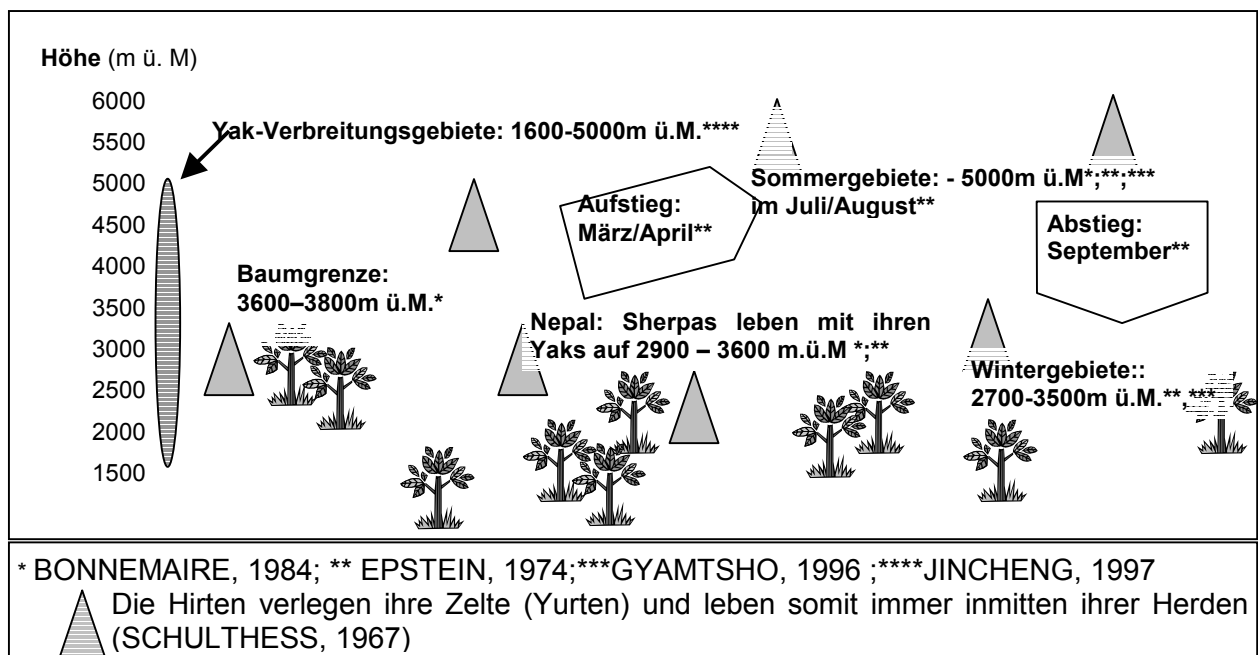 Höhe (m ü. M)
6000
5500
5000
4500
4000
3500
3000
2500
2000
1500
Yak-Verbreitungsgebiete: 1600-5000m ü.M.****
Sommergebiete: - 5000m ü.M*;**;***
im Juli/August**
Aufstieg:
März/April**
Abstieg:
September**
Baumgrenze:
3600–3800m ü.M.*
Nepal: Sherpas leben mit ihren
Yaks auf 2900 – 3600 m.ü.M *;**
Wintergebiete::
2700-3500m ü.M.**,***
* BONNEMAIRE, 1984; ** EPSTEIN, 1974;***GYAMTSHO, 1996 ;****JINCHENG, 1997
Die Hirten verlegen ihre Zelte (Yurten) und leben somit immer inmitten ihrer Herden
(SCHULTHESS, 1967)